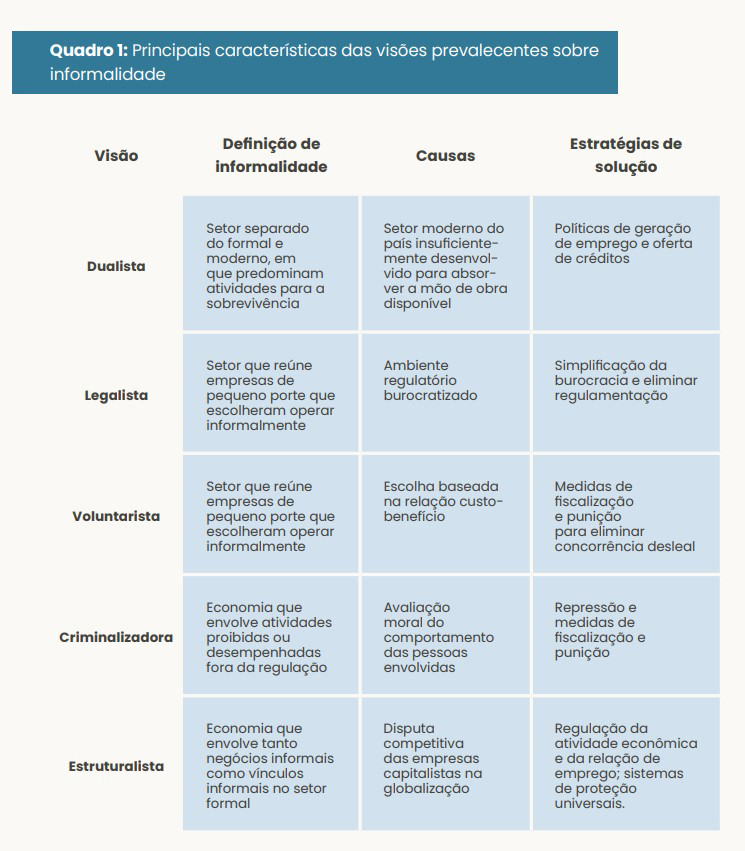 Quadro 1: Principais características das visões prevalecentes sobre
informalidade
Visão
Definição de
informalidade
Causas
Estratégias de
solução
Dualista
Setor separado
do formal e
moderno, em
que predominam
atividades para a
sobrevivência
Setor moderno do
país insuficiente-
mente desenvol-
vido para absor-
ver a mão de obra
disponível
Políticas de geração
de emprego e oferta
de créditos
Legalista
Setor que reúne
empresas de
pequeno porte que
escolheram operar
informalmente
Ambiente
regulatório
burocratizado
Simplificação da
burocracia e eliminar
regulamentação
Voluntarista
Setor que reúne
empresas de
pequeno porte que
escolheram operar
informalmente
Escolha baseada
na relação custo-
benefício
Medidas de
fiscalização
e punição
para eliminar
concorrência desleal
Criminalizadora
Economia que
envolve atividades
proibidas ou
desempenhadas
fora da regulação
Avaliação
moral do
comportamento
das pessoas
envolvidas
Repressão e
medidas de
fiscalização e
punição
Estruturalista
Economia que
envolve tanto
negócios informais
como vínculos
informais no setor
formal
Disputa
competitiva
das empresas
capitalistas na
globalização
Regulação da
atividade econômica
e da relação de
emprego; sistemas
de proteção
universais.